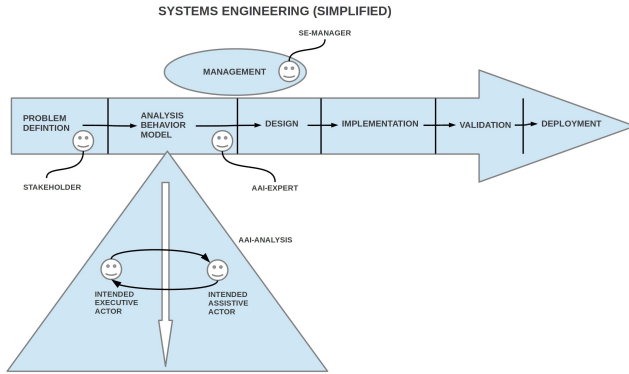 SYSTEMS ENGINEERING (SIMPLIFIED)
SE-MANAGER
MANAGEMENT
PROBLEM
DEFINTION
ANALYSIS
BEHAVIOR
MODEL
DESIGN
IMPLEMENTATION
VALIDATION
DEPLOYMENT
STAKEHOLDER
AAI-EXPERT
AAI-ANALYSIS
INTENDED
EXECUTIVE
ACTOR
INTENDED
ASSISTIVE
ACTOR